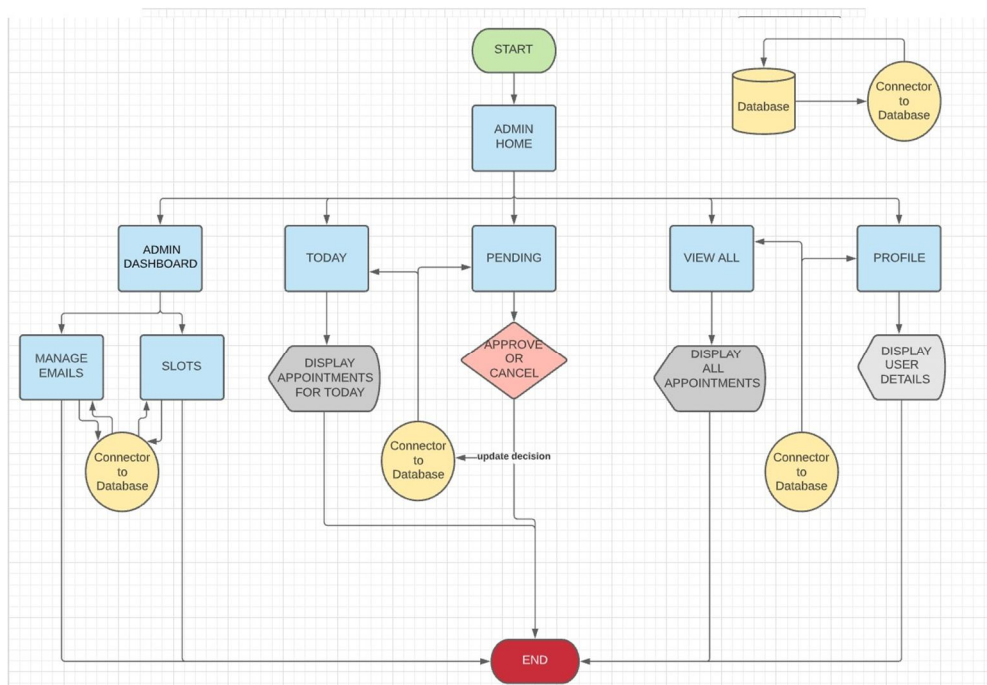 START
Database
Connector
to
Database
ADMIN
HOME
ADMIN
DASHBOARD
TODAY
PENDING
VIEW ALL
PROFILE
MANAGE
EMAILS
SLOTS
DISPLAY
APPOINTMENTS
FOR TODAY
APPROVE
OR
CANCEL
DISPLAY
ALL
APPOINTMENTS
DISPLAY
USER
DETAILS
Connector
to
Database
Connector
to
Database
update decision
Connector
to
Database
END